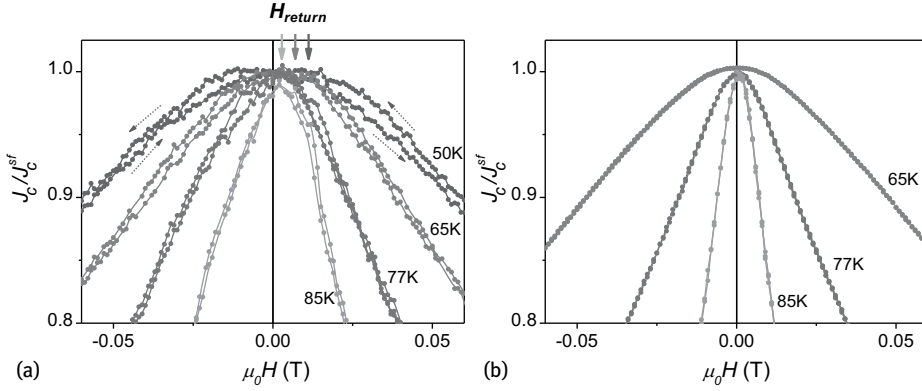 H_return
J_c/J_c^sf
1.0
0.9
0.8
50K
65K
77K
85K
-0.05
0.00
0.05
(a)
μ₀H (T)
J_c/J_c^sf
1.0
0.9
0.8
65K
77K
85K
-0.05
0.00
0.05
(b)
μ₀H (T)